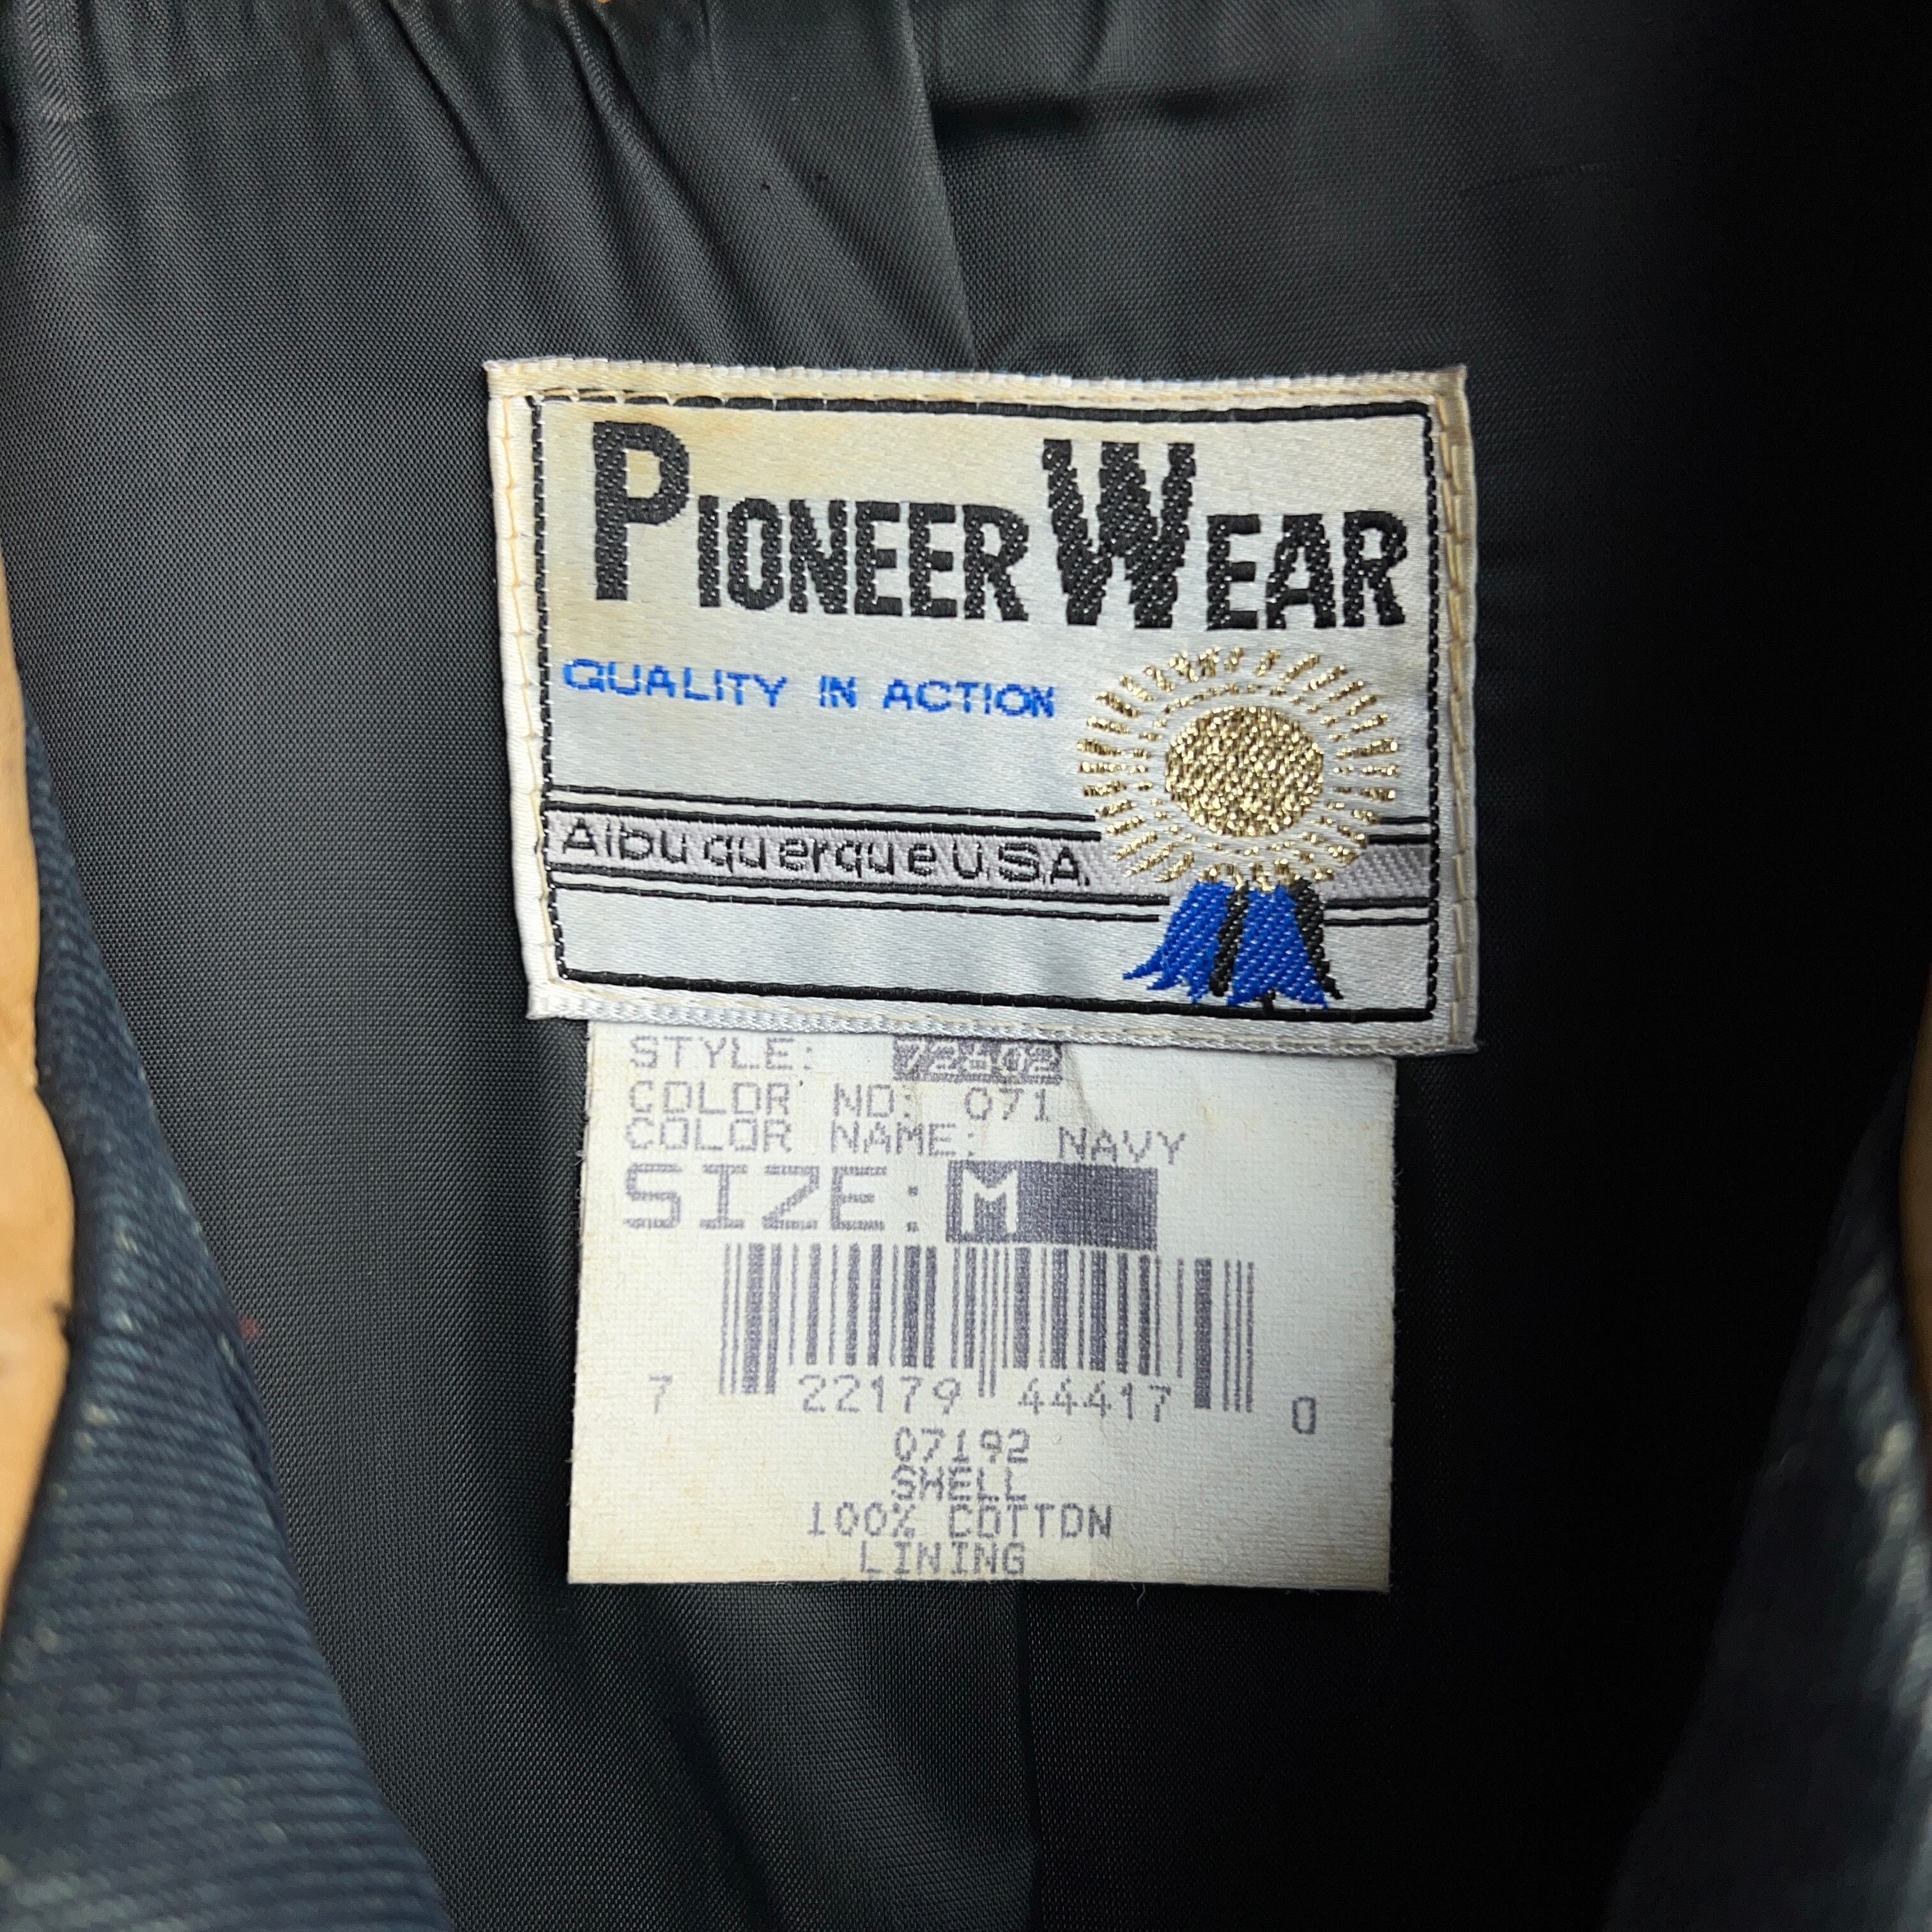 PIONEER WEAR
QUALITY IN ACTION
Albuquerque U.S.A.
STYLE: 72402
COLOR NO: 071
COLOR NAME: NAVY
SIZE: M
7 22179 44417 0
07192
SHELL
100% COTTON
LINING